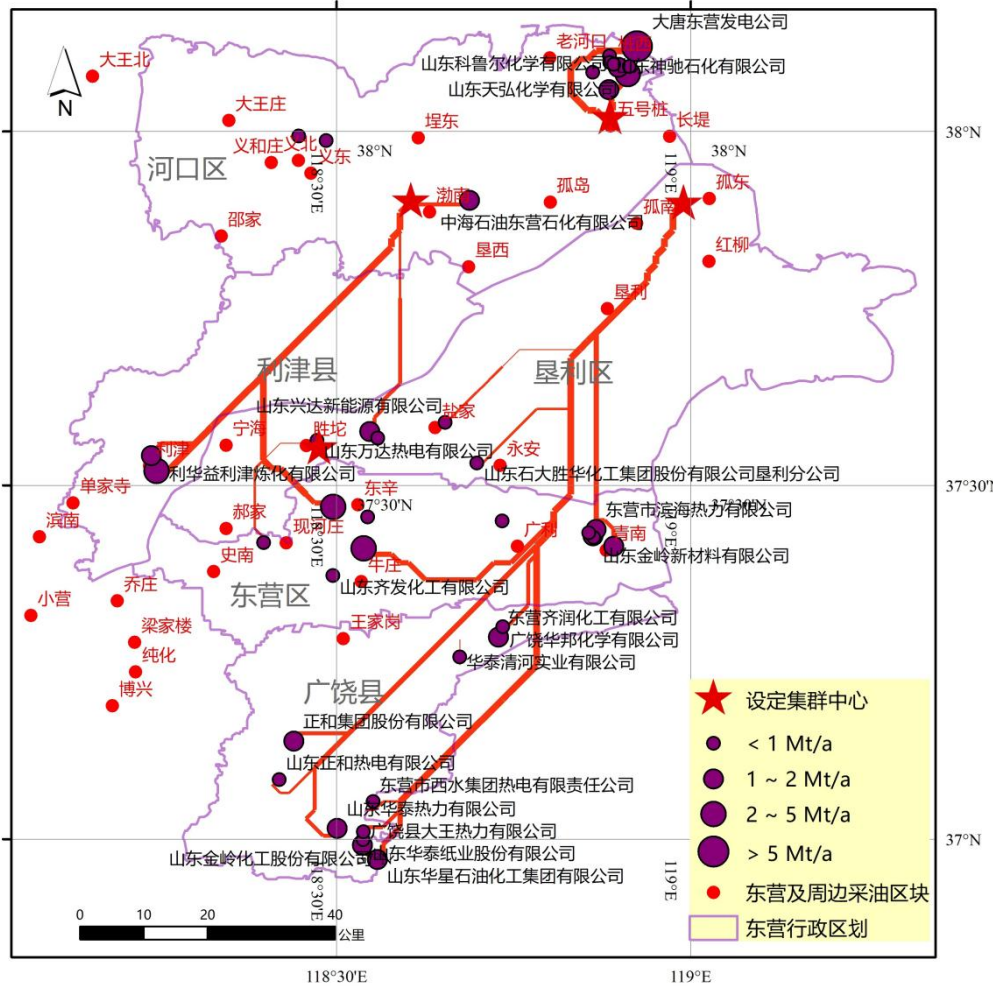 大唐东营发电公司
老河口
山东科鲁尔化学有限公司
山东神驰石化有限公司
大王北
山东天弘化学有限公司
N
大王庄
五号桩
长堤
埕东
38°N
38°N
义和庄
义北
义东
河口区
118°30'E
119°E
孤岛
孤东
渤南
孤南
中海石油东营石化有限公司
邵家
垦西
红柳
垦利
利津县
垦利区
山东兴达新能源有限公司
盐家
宁海
胜坨
利津
山东万达热电有限公司
永安
利华益利津炼化有限公司
山东石大胜华化工集团股份有限公司垦利分公司
单家寺
东辛
37°30'N
37°30'N
37°30'N
滨南
郝家
东营市滨海热力有限公司
现河庄
118°30'E
广利
119°E
青南
山东金岭新材料有限公司
史南
牛庄
山东齐发化工有限公司
东营区
乔庄
小营
东营齐润化工有限公司
梁家楼
王家岗
广饶华邦化学有限公司
纯化
华泰清河实业有限公司
广饶县
博兴
设定集群中心
正和集团股份有限公司
< 1 Mt/a
山东正和热电有限公司
1 ~ 2 Mt/a
东营市西水集团热电有限责任公司
山东华泰热力有限公司
2 ~ 5 Mt/a
广饶县大王热力有限公司
37°N
山东金岭化工股份有限公司
山东华泰纸业股份有限公司
> 5 Mt/a
山东华星石油化工集团有限公司
118°30'E
119°E
东营及周边采油区块
0 10 20 40
公里
东营行政区划
118°30'E
119°E